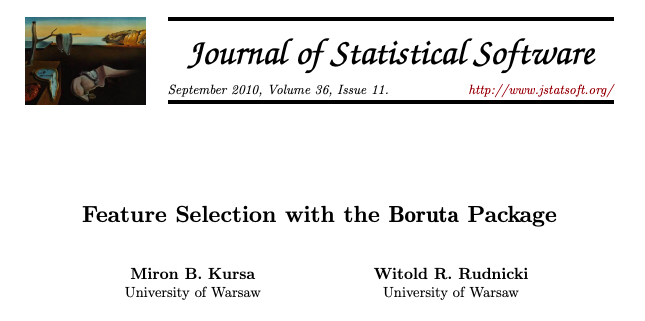 Journal of Statistical Software
September 2010, Volume 36, Issue 11. http://www.jstatsoft.org/
Feature Selection with the Boruta Package
Miron B. Kursa Witold R. Rudnicki
University of Warsaw University of Warsaw